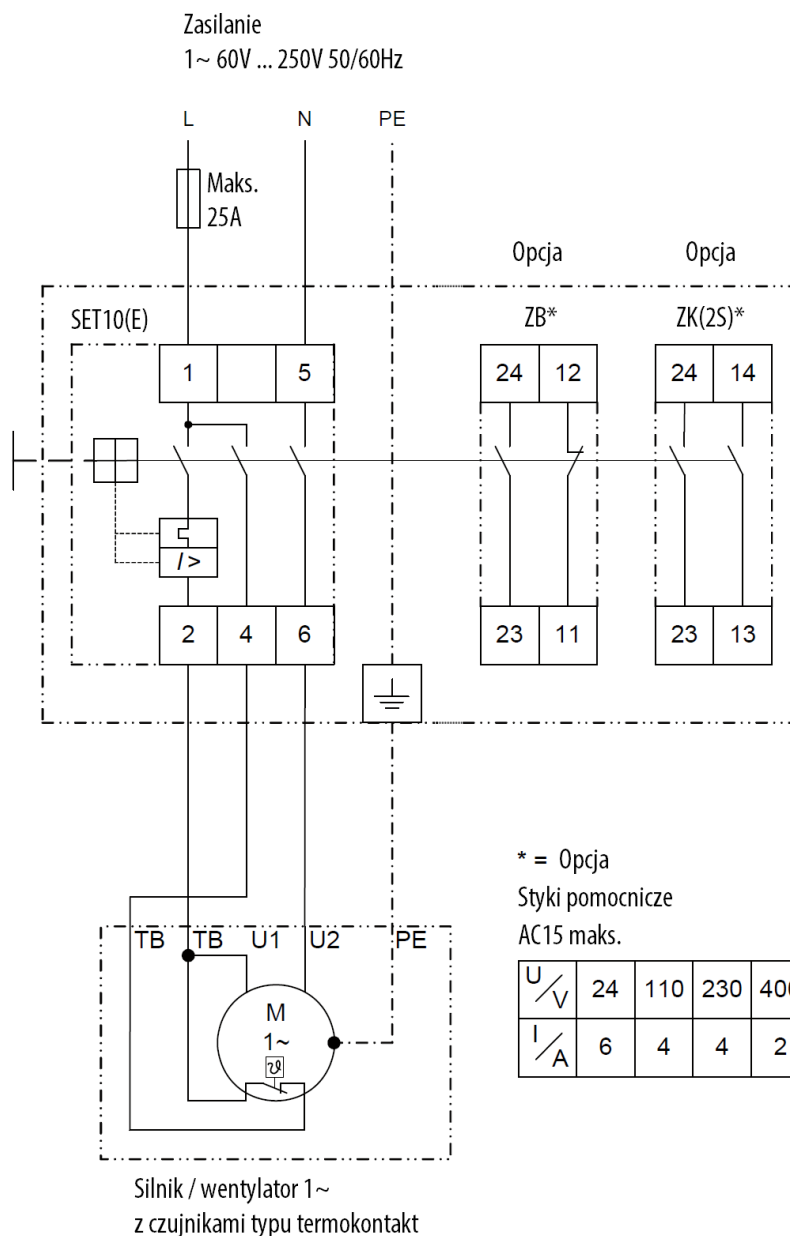 Zasilanie
1~ 60V ... 250V 50/60Hz
L N PE
Maks.
25A
Opcja Opcja
SET10(E) ZB* ZK(2S)*
1 5 24 12 24 14
I >
2 4 6 23 11 23 13
* = Opcja
Styki pomocnicze
AC15 maks.
TB TB U1 U2 PE
U/V 24 110 230 400
M
1~
ϑ
I/A 6 4 4 2
Silnik / wentylator 1~
z czujnikami typu termokontakt